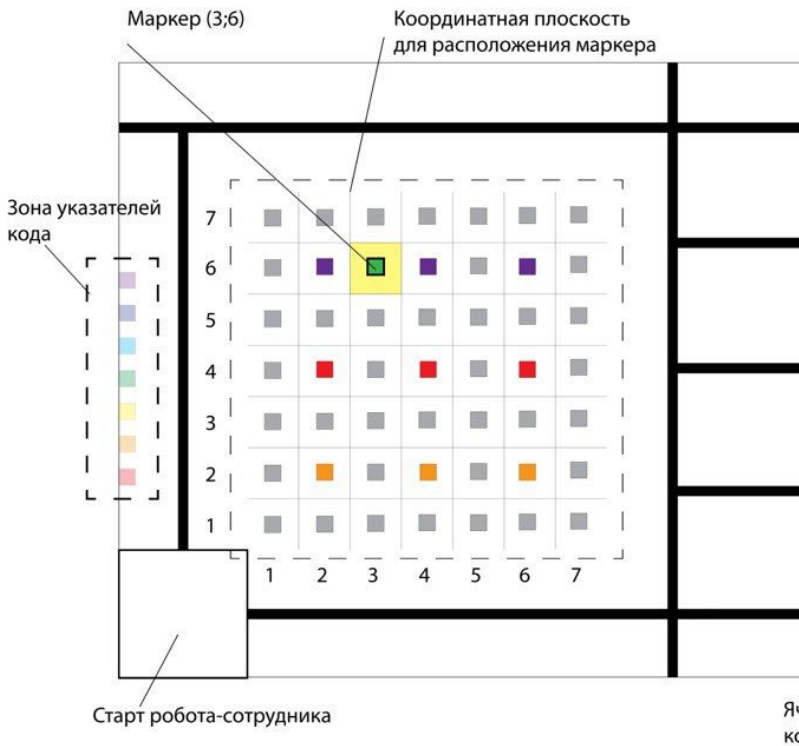 Маркер (3;6)
Координатная плоскость
для расположения маркера
Зона указателей
кода
7
6
5
4
3
2
1
1 2 3 4 5 6 7
Старт робота-сотрудника